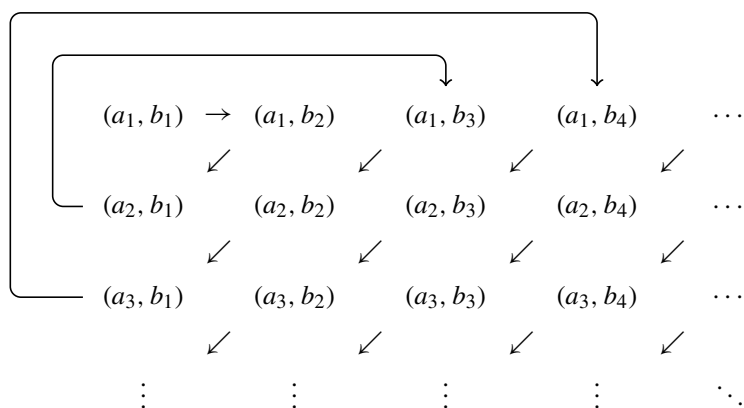 (a₁, b₁) → (a₁, b₂) (a₁, b₃) (a₁, b₄) ⋯
↙ ↙ ↙ ↙
(a₂, b₁) (a₂, b₂) (a₂, b₃) (a₂, b₄) ⋯
↙ ↙ ↙ ↙
(a₃, b₁) (a₃, b₂) (a₃, b₃) (a₃, b₄) ⋯
↙ ↙ ↙ ↙
⋮ ⋮ ⋮ ⋮ ⋱